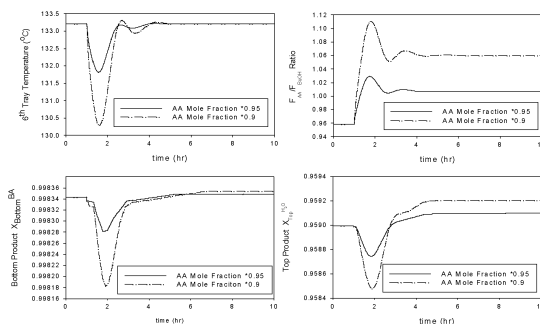 6th Tray Temperature (°C)
133.5
133.0
132.5
132.0
131.5
131.0
130.5
130.0
AA Mole Fraction *0.95
AA Mole Fraction *0.9
0 2 4 6 8 10
time (hr)
F AA /F BuOH Ratio
1.12
1.10
1.08
1.06
1.04
1.02
1.00
0.98
0.96
0.94
AA Mole Fraction *0.95
AA Mole Fraction *0.9
0 2 4 6 8 10
time (hr)
Bottom Product X Bottom BA
0.99836
0.99834
0.99832
0.99830
0.99828
0.99826
0.99824
0.99822
0.99820
0.99818
0.99816
AA Mole Fraction *0.95
AA Mole Fraction *0.9
0 2 4 6 8 10
time (hr)
Top Product X Top H2O
0.9594
0.9592
0.9590
0.9588
0.9586
0.9584
AA Mole Fraction *0.95
AA Mole Fraction *0.9
0 2 4 6 8 10
time (hr)